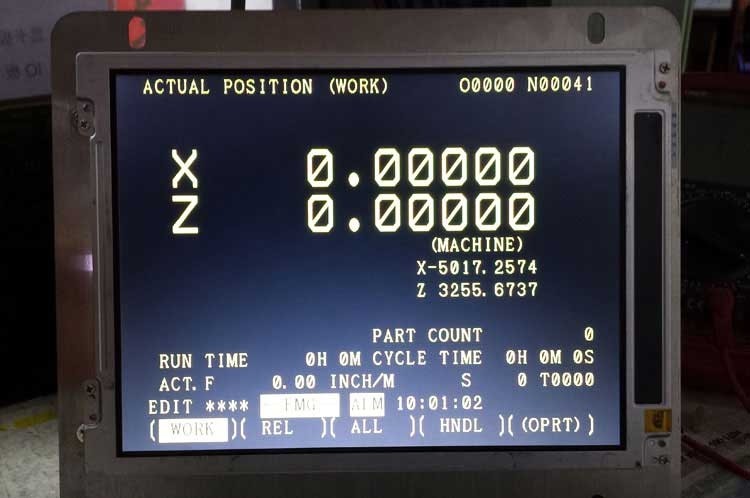 ACTUAL POSITION (WORK) O0000 N00041
X 0.00000
Z 0.00000
(MACHINE)
X-5017.2574
Z 3255.6737
PART COUNT 0
RUN TIME 0H 0M CYCLE TIME 0H 0M 0S
ACT.F 0.00 INCH/M S 0 T0000
EDIT **** -EMG- ALM 10:01:02
( WORK )( REL )( ALL )( HNDL )( (OPRT) )